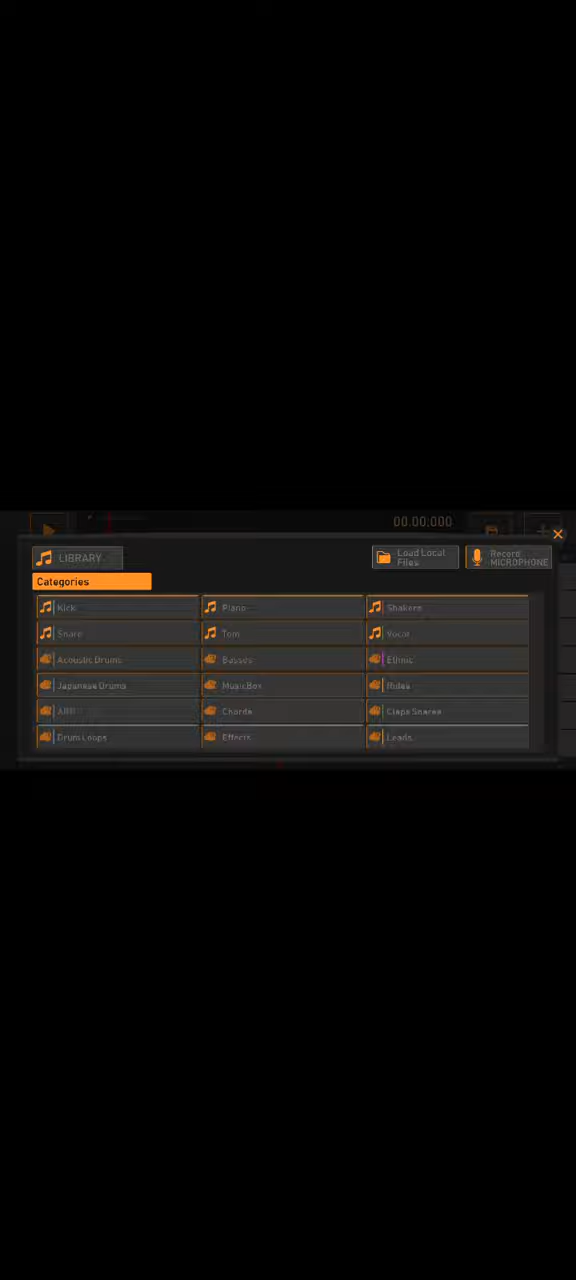 00:00:000
LIBRARY
Load Local
Files
Record
MICROPHONE
Categories
Kick
Piano
Shakers
Snare
Tom
Vocal
Acoustic Drums
Basses
Ethnic
Japanese Drums
MusicBox
Rides
Chords
Claps Snares
Drum Loops
Effects
Leads